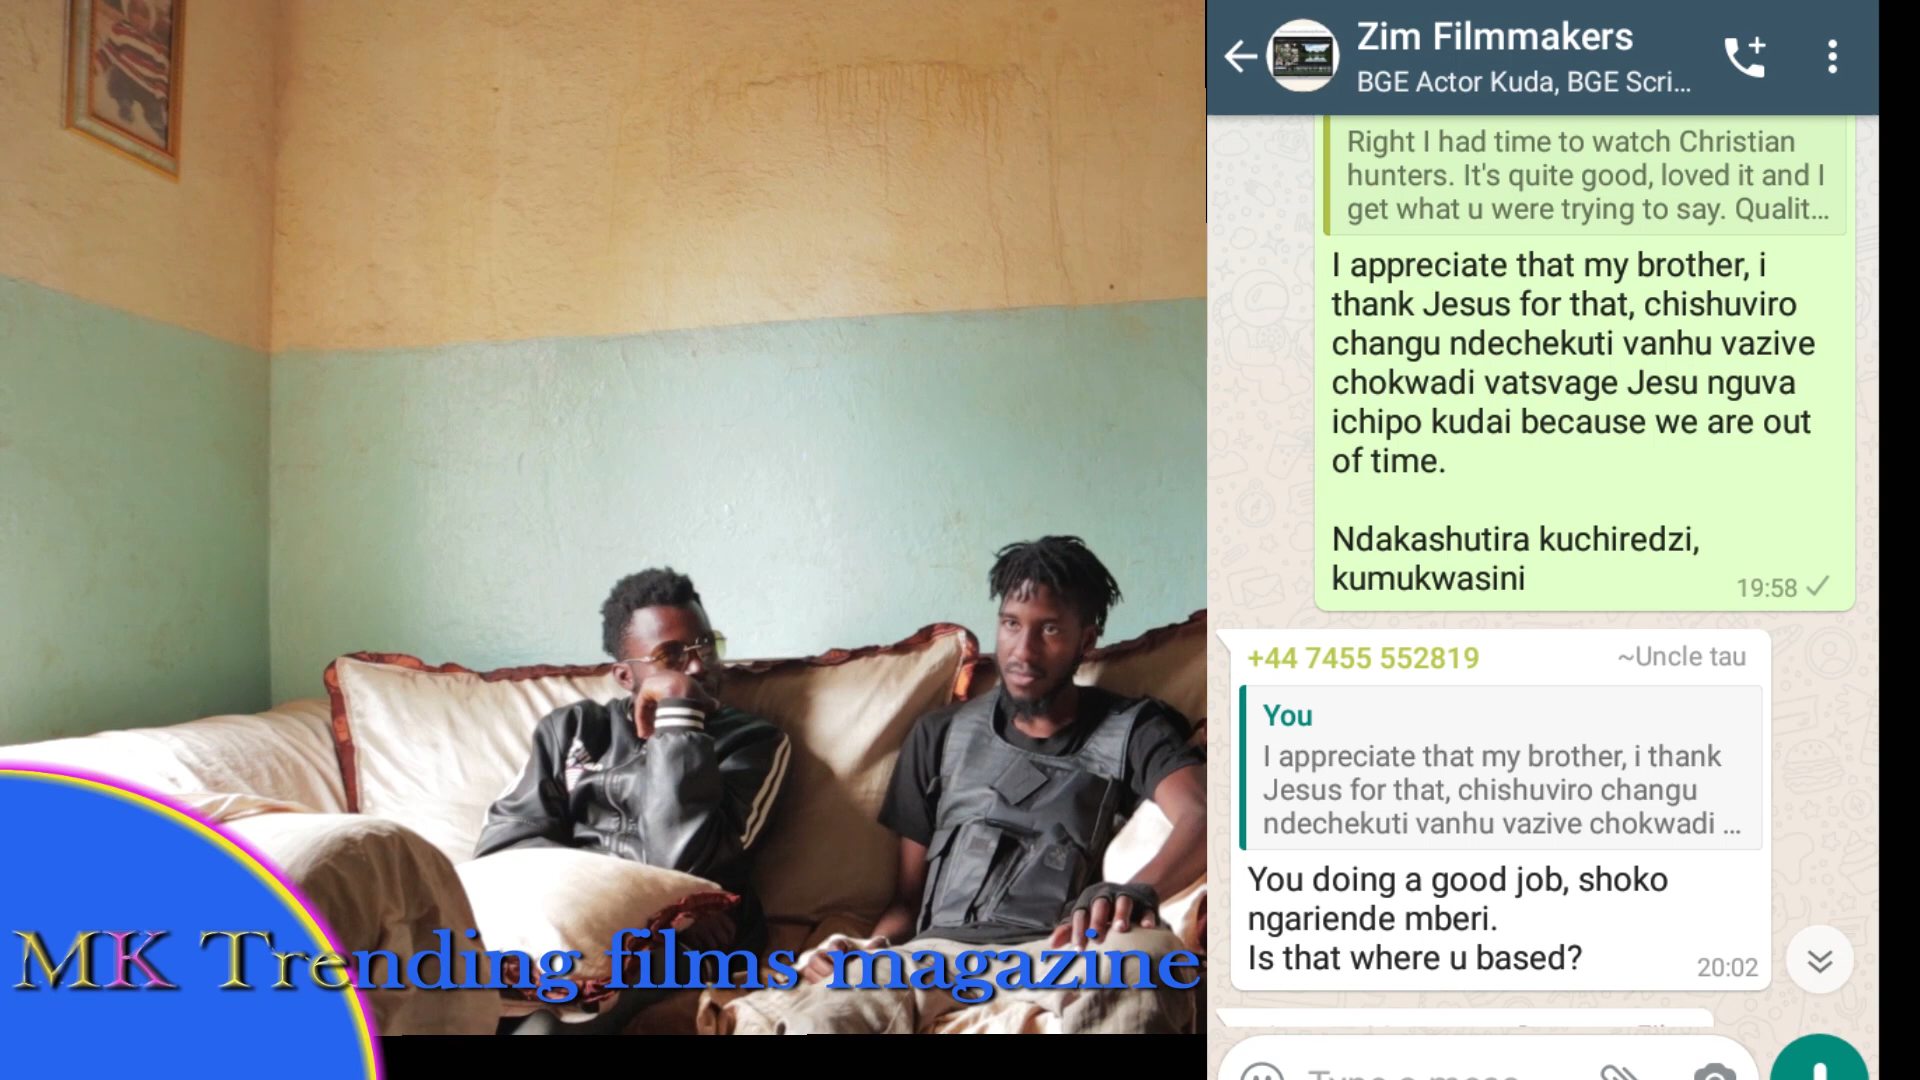 MK Trending films magazine
Zim Filmmakers
BGE Actor Kuda, BGE Scri...
Right I had time to watch Christian
hunters. It's quite good, loved it and I
get what u were trying to say. Qualit...
I appreciate that my brother, i
thank Jesus for that, chishuviro
changu ndechekuti vanhu vazive
chokwadi vatsvage Jesu nguva
ichipo kudai because we are out
of time.
Ndakashutira kuchiredzi,
kumukwasini
19:58
+44 7455 552819 ~Uncle tau
You
I appreciate that my brother, i thank
Jesus for that, chishuviro changu
ndechekuti vanhu vazive chokwadi ...
You doing a good job, shoko
ngariende mberi.
Is that where u based?
20:02